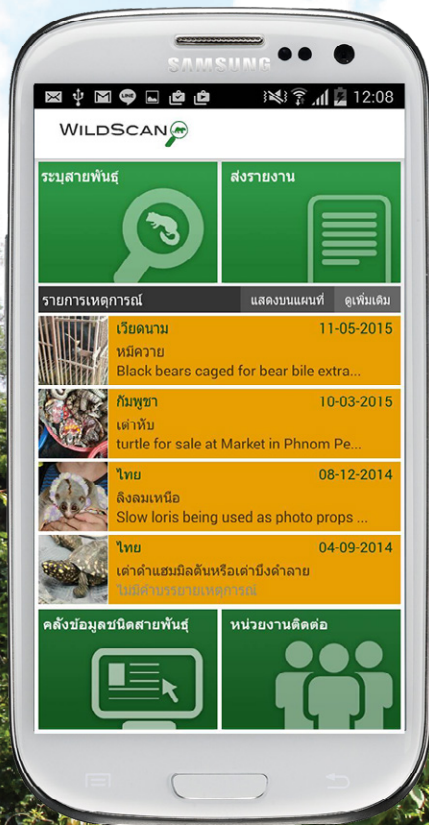 SAMSUNG
12:08
WILDSCAN
ระบุสายพันธุ์
ส่งรายงาน
รายการเหตุการณ์ แสดงบนแผนที่ ดูเพิ่มเติม
เวียดนาม 11-05-2015
หมีควาย
Black bears caged for bear bile extra...
กัมพูชา 10-03-2015
เต่าหับ
turtle for sale at Market in Phnom Pe...
ไทย 08-12-2014
ลิงลมเหนือ
Slow loris being used as photo props ...
ไทย 04-09-2014
เต่าดำแฮมมิลตันหรือเต่าบึงดำลาย
ไม่มีคำบรรยายเหตุการณ์
คลังข้อมูลชนิดสายพันธุ์
หน่วยงานติดต่อ